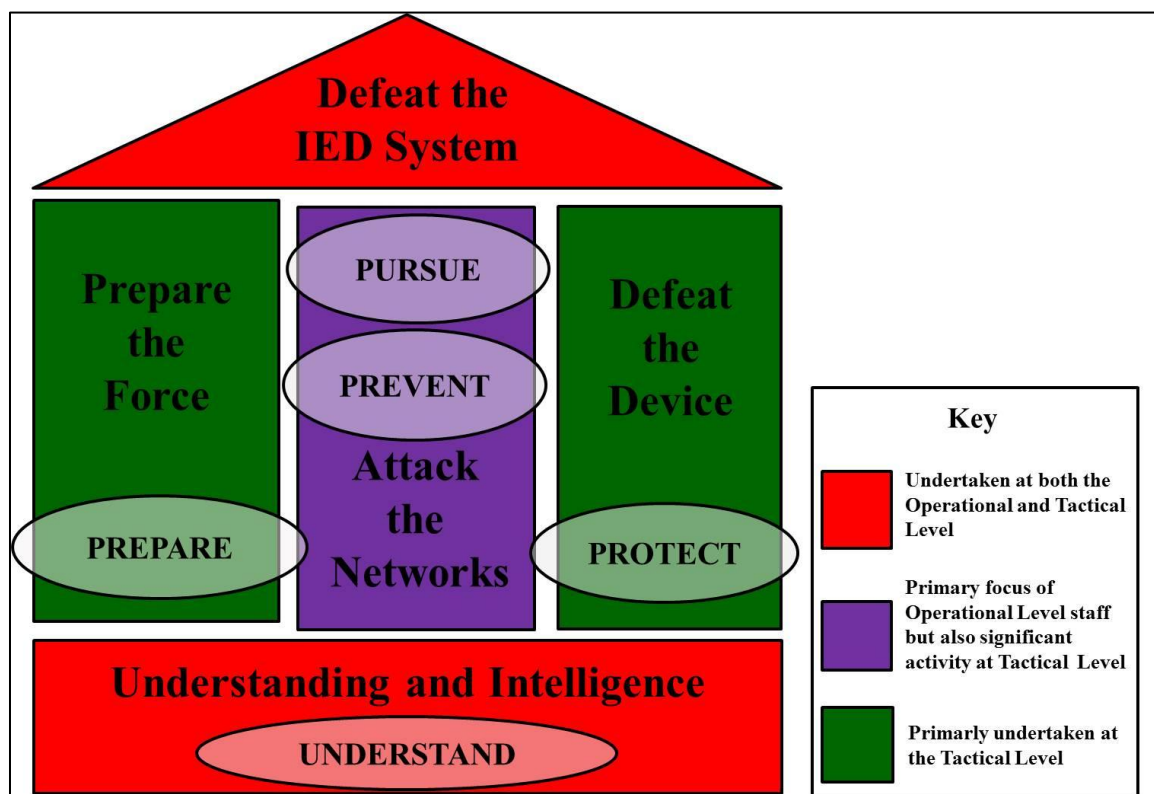 Defeat the
IED System
Prepare
the
Force
PREPARE
PURSUE
PREVENT
Attack
the
Networks
Defeat
the
Device
PROTECT
Understanding and Intelligence
UNDERSTAND
Key
Undertaken at both the
Operational and Tactical
Level
Primary focus of
Operational Level staff
but also significant
activity at Tactical Level
Primarly undertaken at
the Tactical Level